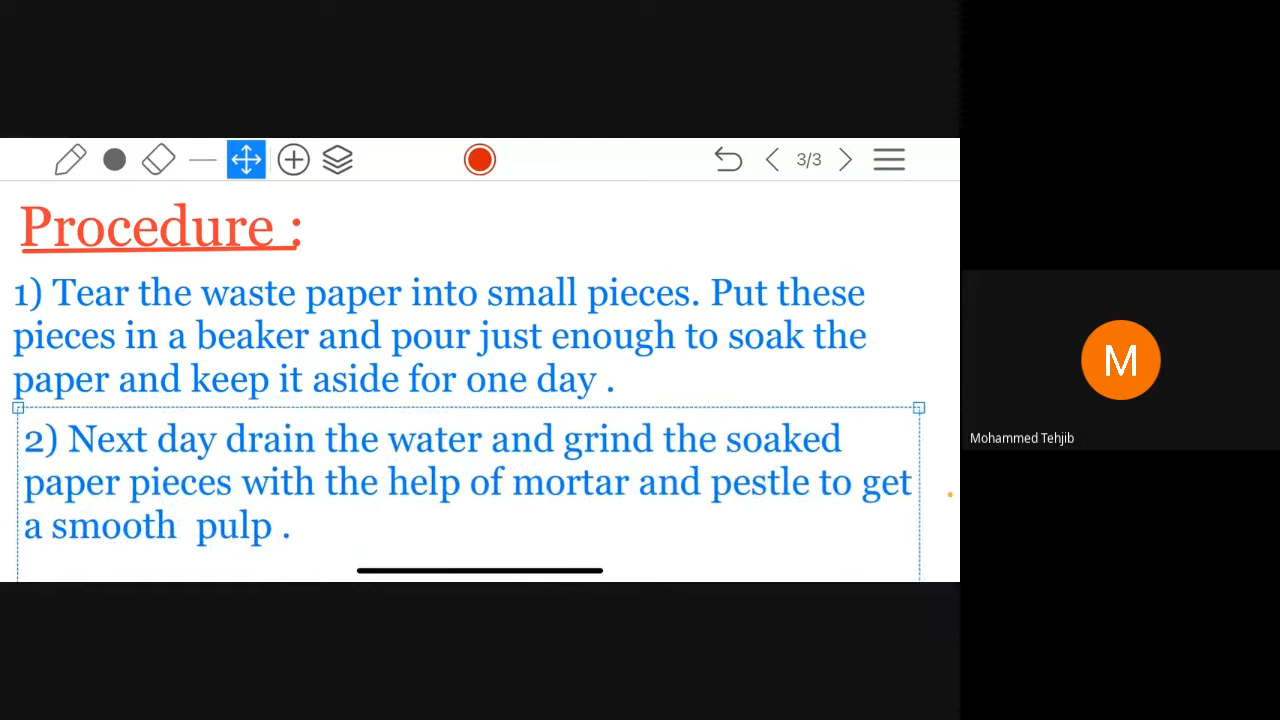 3/3
Procedure :
1) Tear the waste paper into small pieces. Put these
pieces in a beaker and pour just enough to soak the
paper and keep it aside for one day .
2) Next day drain the water and grind the soaked
paper pieces with the help of mortar and pestle to get
a smooth  pulp .
M
Mohammed Tehjib